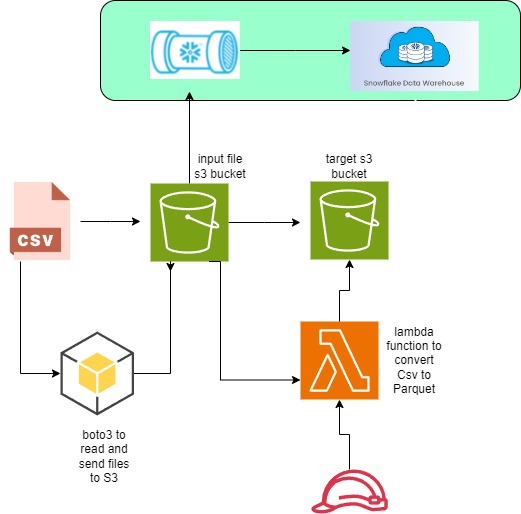 Snowflake Data Warehouse
input file
s3 bucket
target s3
bucket
CSV
lambda
function to
convert
Csv to
Parquet
boto3 to
read and
send files
to S3